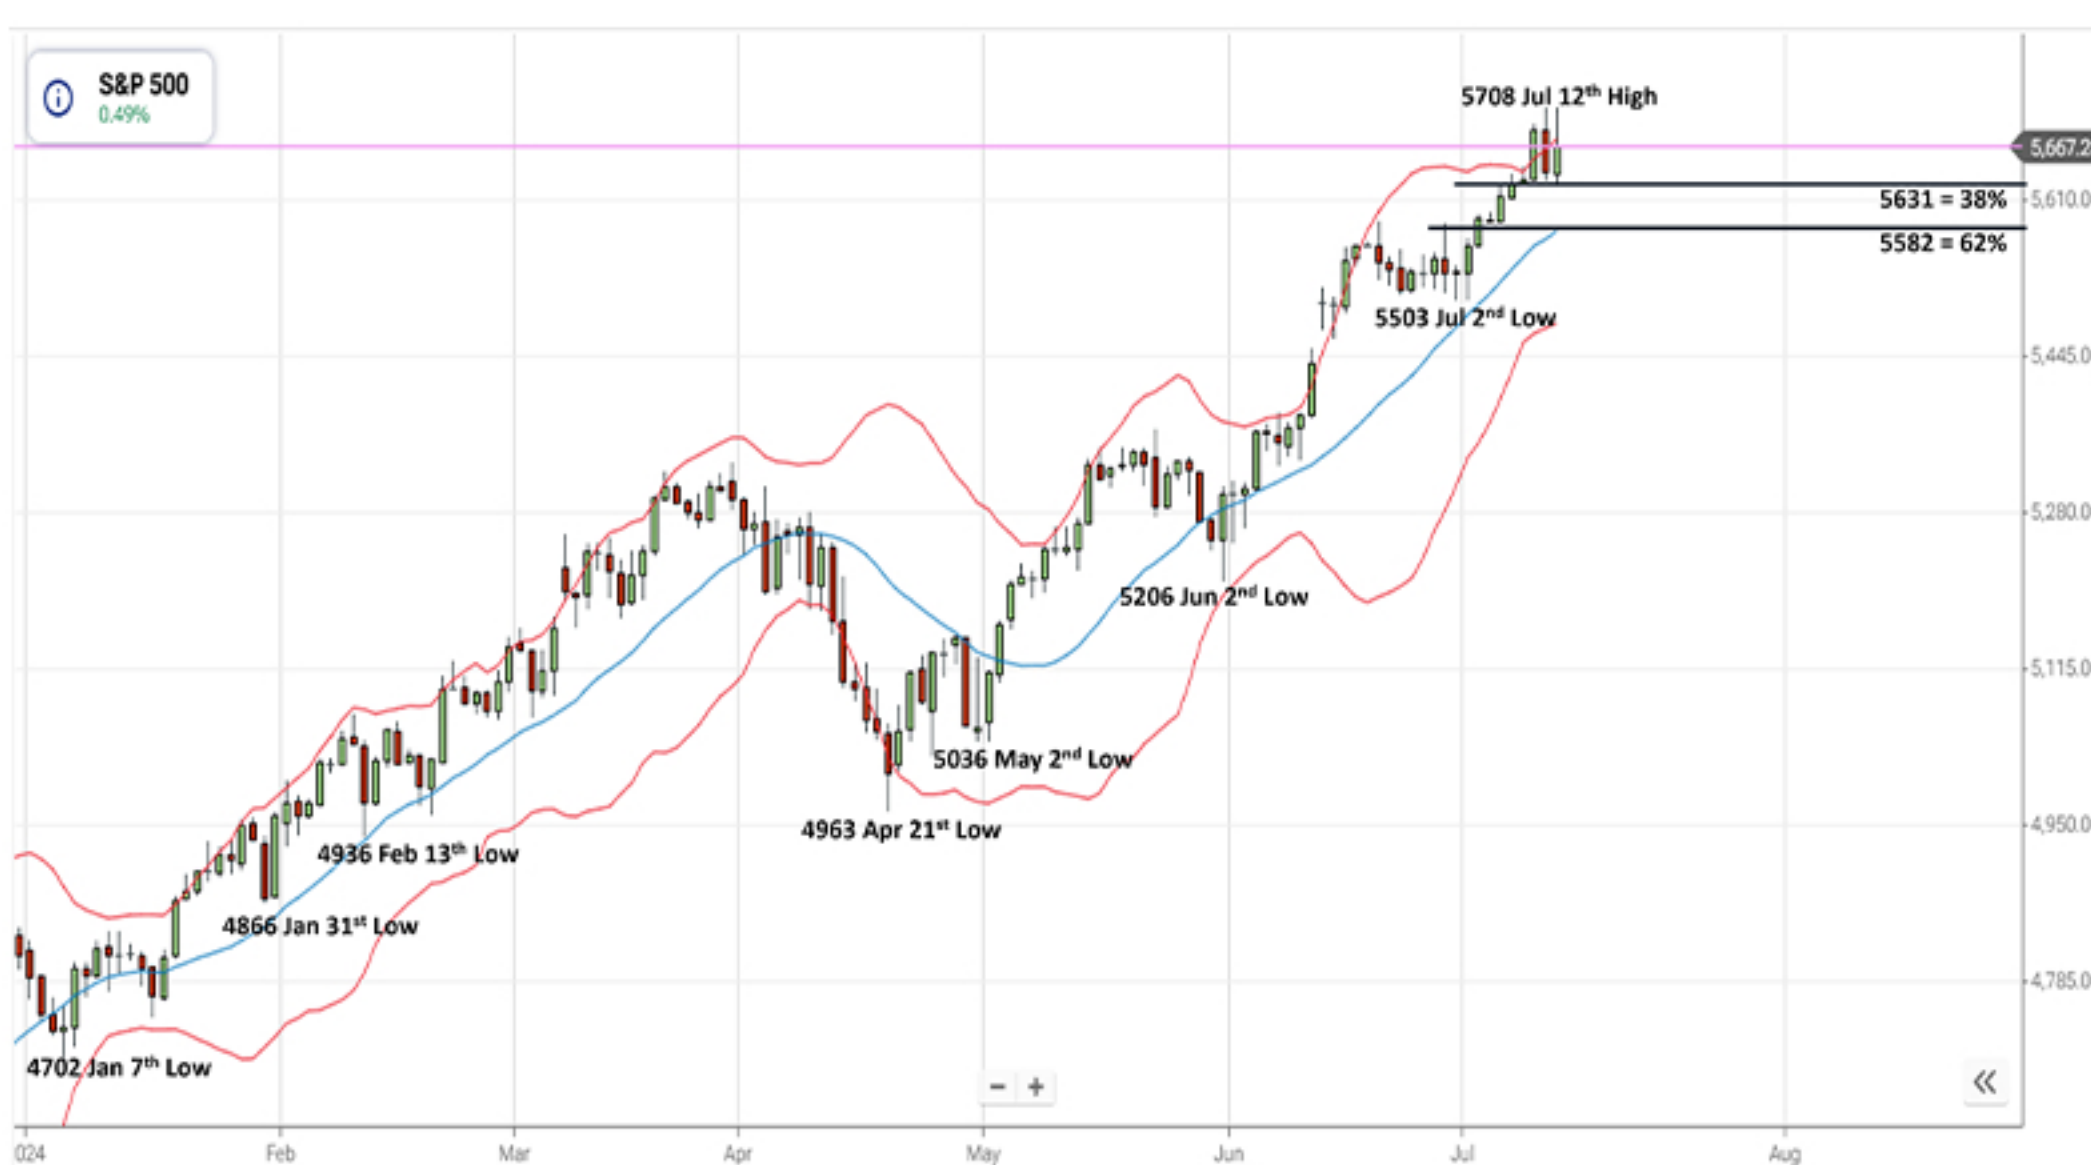 S&P 500
0.49%
5708 Jul 12th High
5,667.2
5,610.0
5631 = 38%
5582 = 62%
5503 Jul 2nd Low
5,445.0
5,280.0
5206 Jun 2nd Low
5,115.0
5036 May 2nd Low
4963 Apr 21st Low
4,950.0
4936 Feb 13th Low
4866 Jan 31st Low
4,785.0
4702 Jan 7th Low
024 Feb Mar Apr May Jun Jul Aug